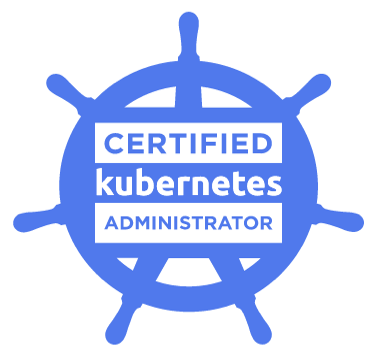 CERTIFIED
kubernetes
ADMINISTRATOR